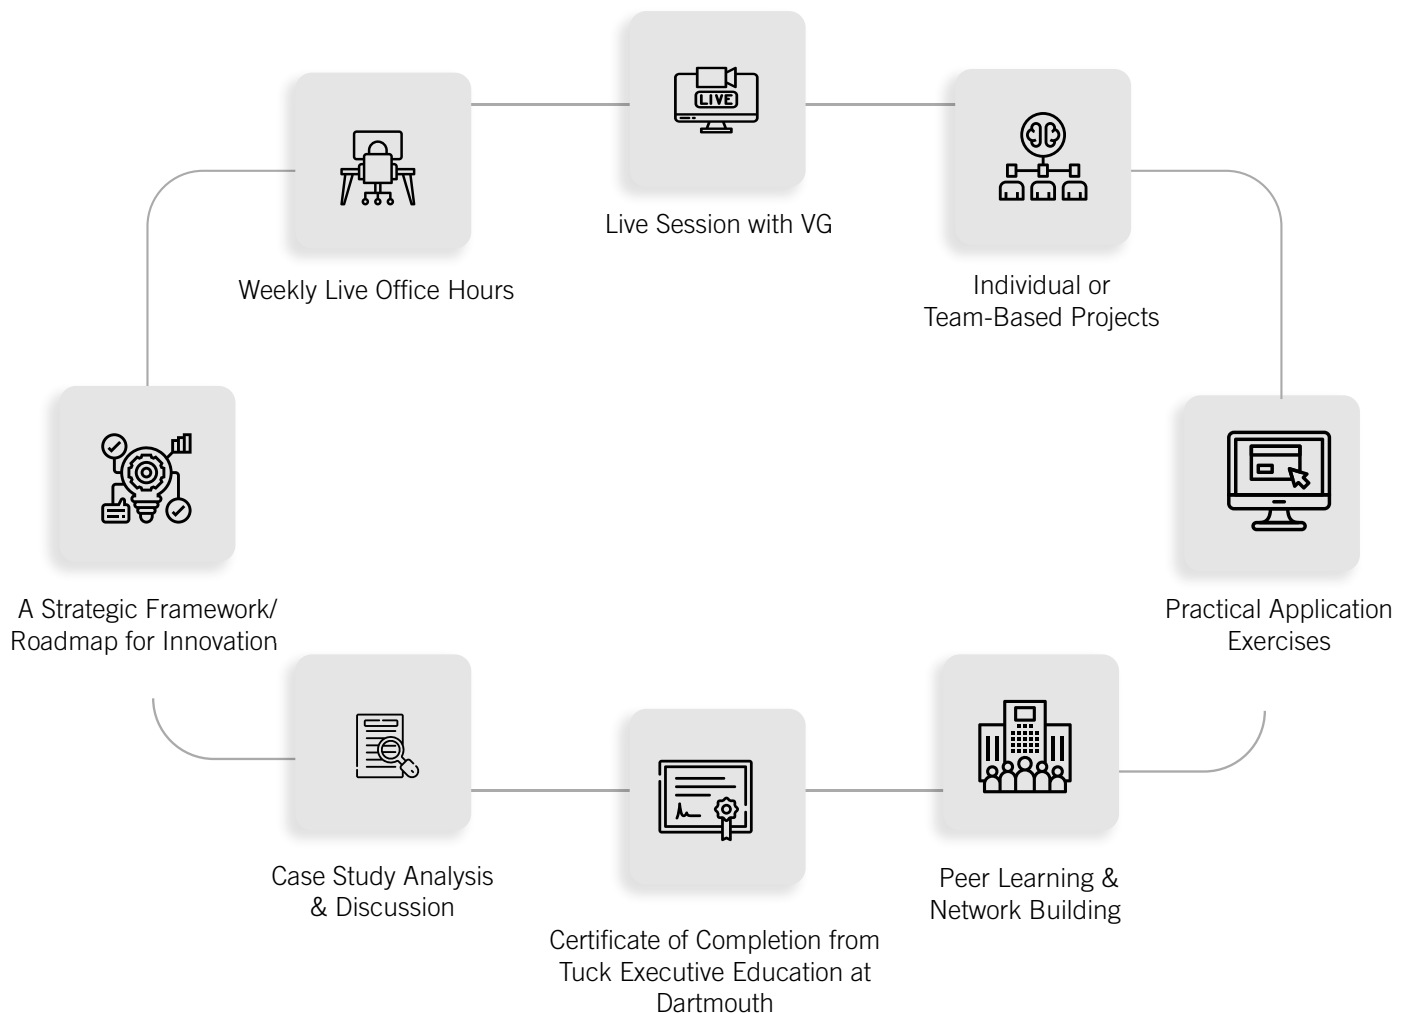 LIVE
Live Session with VG
Weekly Live Office Hours
Individual or
Team-Based Projects
A Strategic Framework/
Roadmap for Innovation
Practical Application
Exercises
Case Study Analysis
& Discussion
Peer Learning &
Network Building
Certificate of Completion from
Tuck Executive Education at
Dartmouth